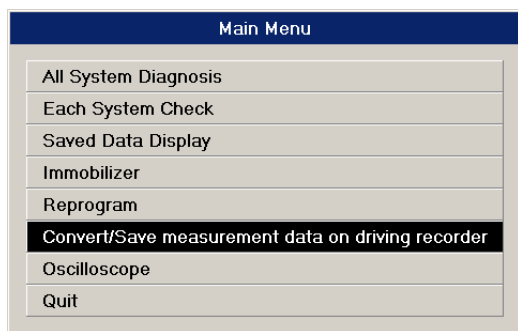 Main Menu
All System Diagnosis
Each System Check
Saved Data Display
Immobilizer
Reprogram
Convert/Save measurement data on driving recorder
Oscilloscope
Quit